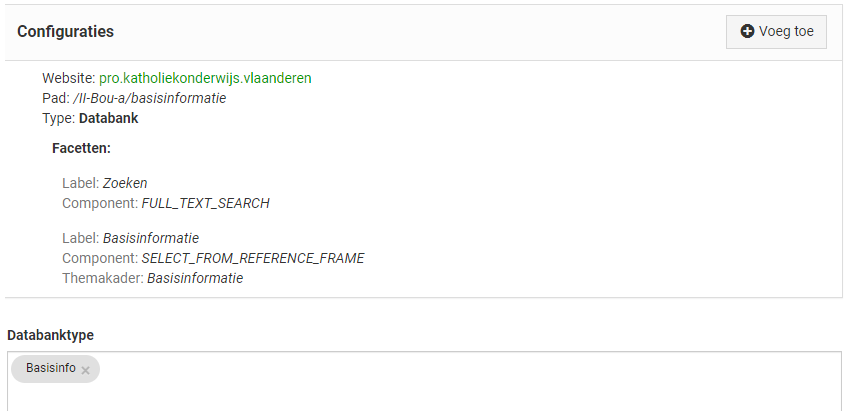 Configuraties
Voeg toe
Website: pro.katholiekonderwijs.vlaanderen
Pad: /II-Bou-a/basisinformatie
Type: Databank
Facetten:
Label: Zoeken
Component: FULL_TEXT_SEARCH
Label: Basisinformatie
Component: SELECT_FROM_REFERENCE_FRAME
Themakader: Basisinformatie
Databanktype
Basisinfo ×